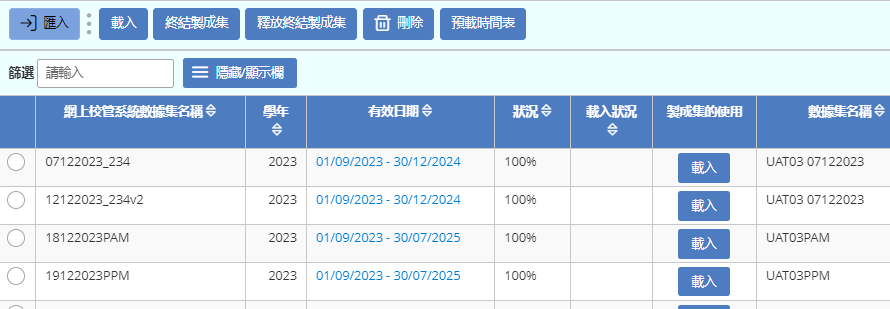 匯入 載入 終結製成集 釋放終結製成集 刪除 預載時間表
篩選 請輸入 隱藏/顯示欄
網上校管系統數據集名稱 學年 有效日期 狀況 載入狀況 製成集的使用 數據集名稱
07122023_234 2023 01/09/2023 - 30/12/2024 100% 載入 UAT03 07122023
12122023_234v2 2023 01/09/2023 - 30/12/2024 100% 載入 UAT03 07122023
18122023PAM 2023 01/09/2023 - 30/07/2025 100% 載入 UAT03PAM
19122023PPM 2023 01/09/2023 - 30/07/2025 100% 載入 UAT03PPM